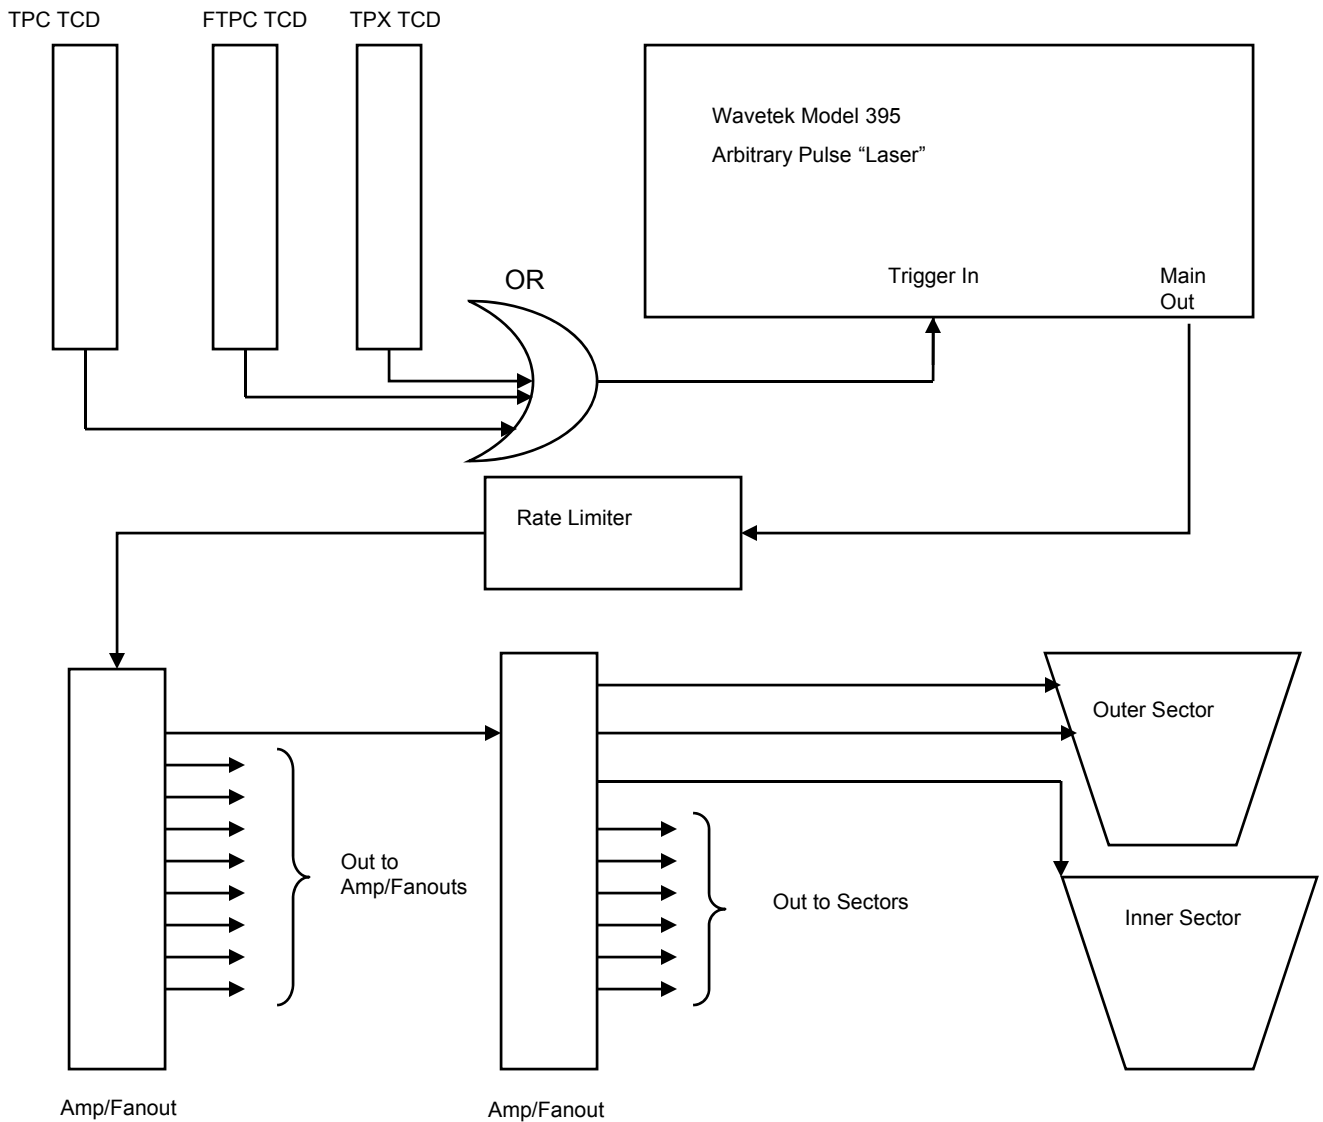 TPC TCD
FTPC TCD
TPX TCD
Wavetek Model 395
Arbitrary Pulse “Laser”
Trigger In
Main
Out
OR
Rate Limiter
Outer Sector
Out to
Amp/Fanouts
Out to Sectors
Inner Sector
Amp/Fanout
Amp/Fanout